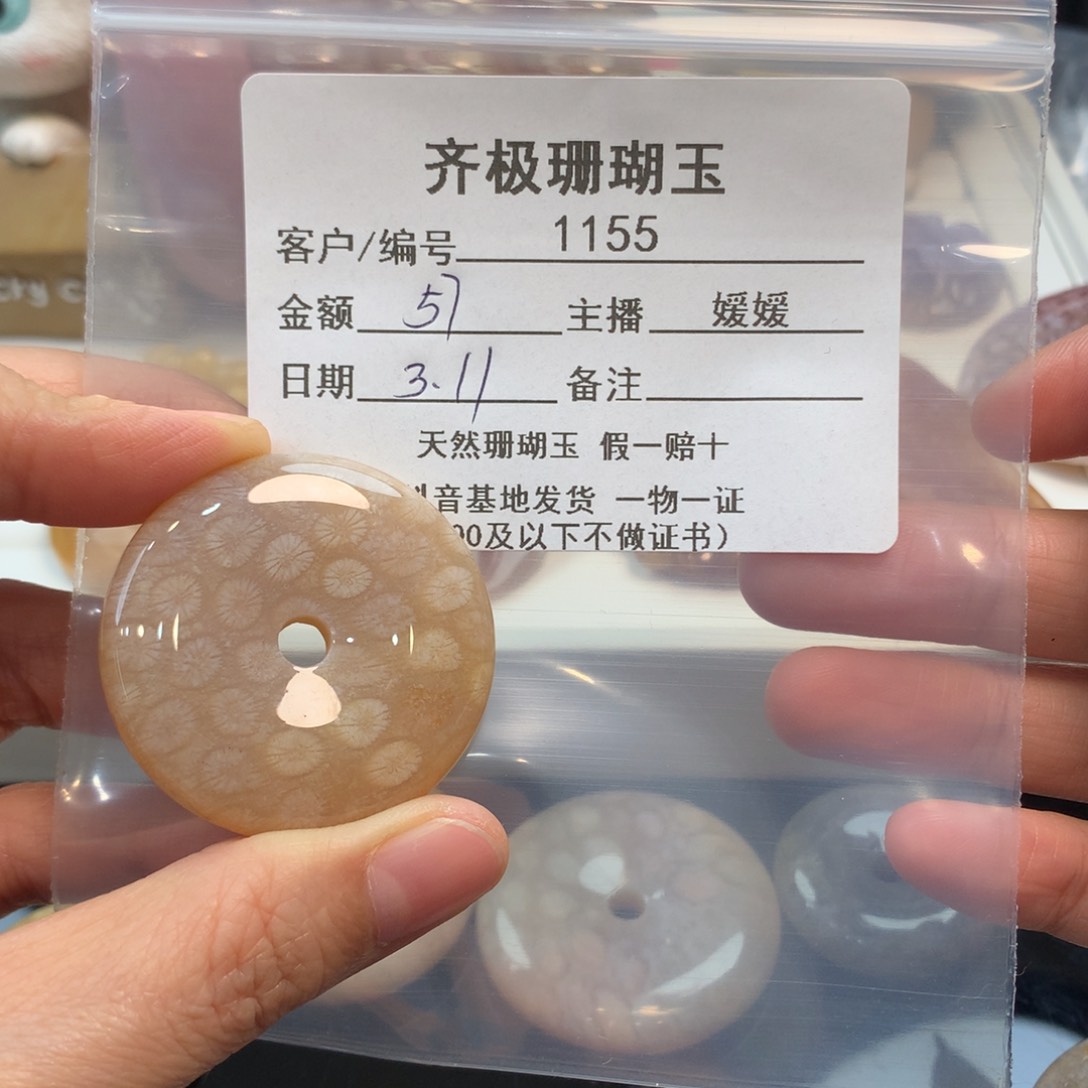 齐极珊瑚玉
客户/编号 1155
金额 51 主播 媛媛
日期 3.11 备注
天然珊瑚玉 假一赔十
音基地发货 一物一证
00及以下不做证书）